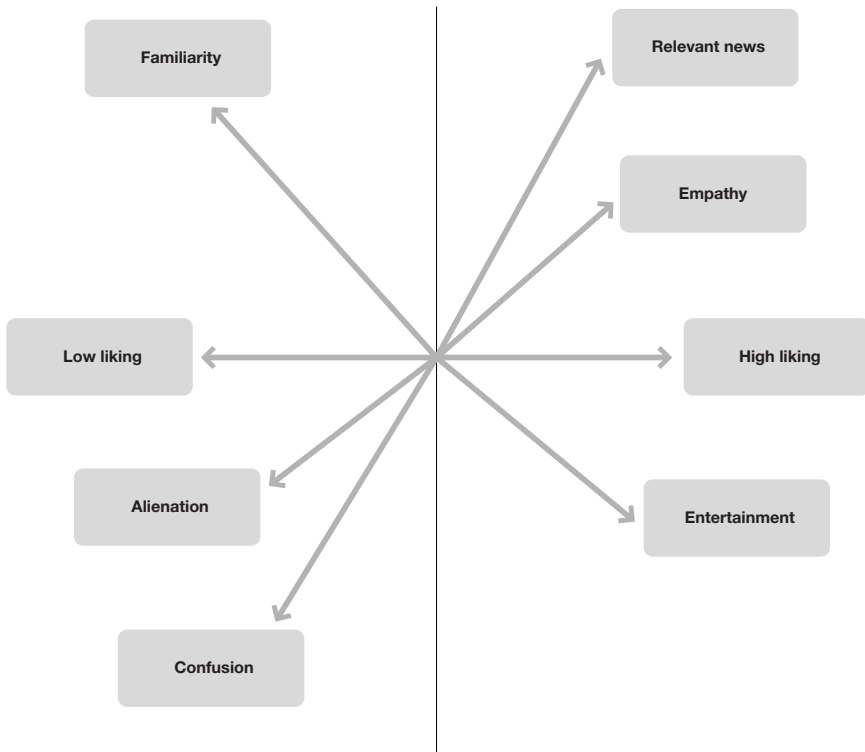 Familiarity
Relevant news
Empathy
Low liking
High liking
Alienation
Entertainment
Confusion